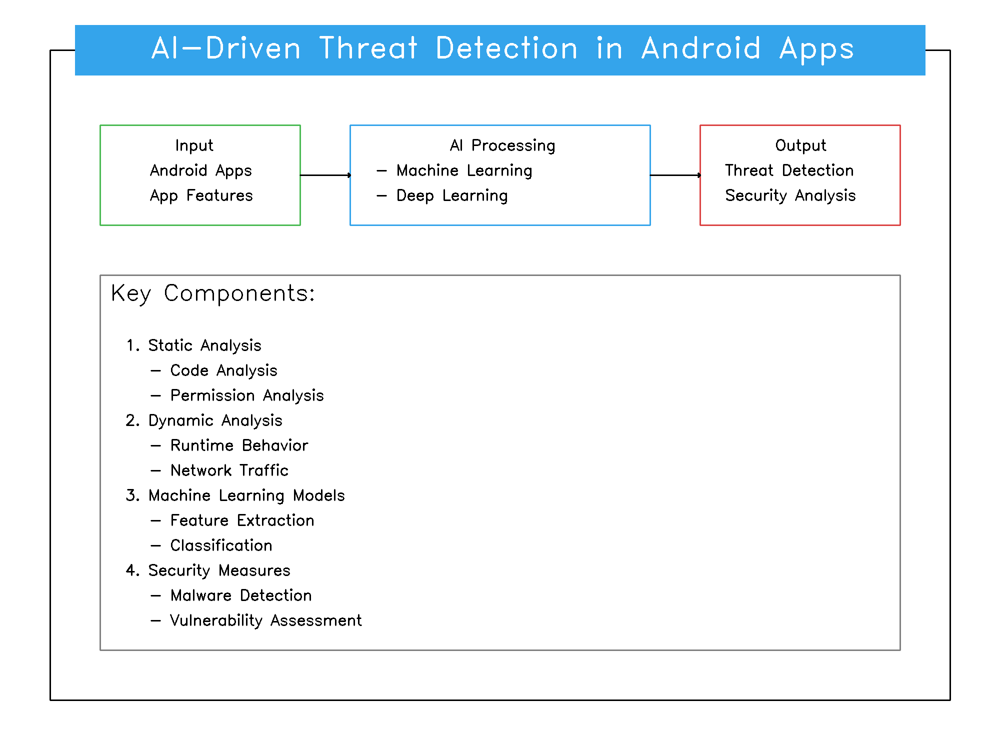 AI-Driven Threat Detection in Android Apps
Input
Android Apps
App Features
AI Processing
- Machine Learning
- Deep Learning
Output
Threat Detection
Security Analysis
Key Components:
1. Static Analysis
- Code Analysis
- Permission Analysis
2. Dynamic Analysis
- Runtime Behavior
- Network Traffic
3. Machine Learning Models
- Feature Extraction
- Classification
4. Security Measures
- Malware Detection
- Vulnerability Assessment